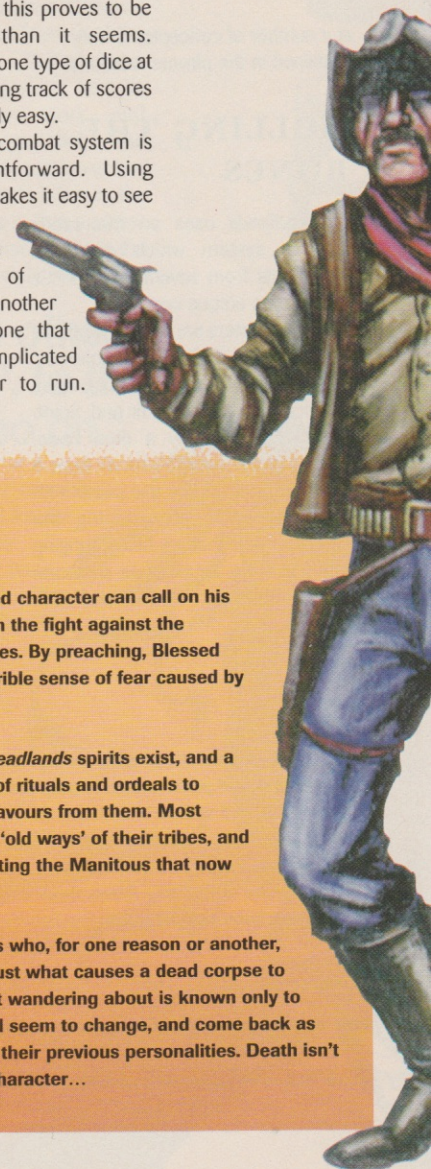 this proves to be
than it seems.
one type of dice at
ng track of scores
ly easy.
combat system is
ntforward. Using
akes it easy to see
of
nother
one that
mplicated
r to run.
d character can call on his
n the fight against the
es. By preaching, Blessed
rible sense of fear caused by
eadlands spirits exist, and a
of rituals and ordeals to
avours from them. Most
'old ways' of their tribes, and
ting the Manitous that now
s who, for one reason or another,
ust what causes a dead corpse to
t wandering about is known only to
l seem to change, and come back as
their previous personalities. Death isn't
haracter...